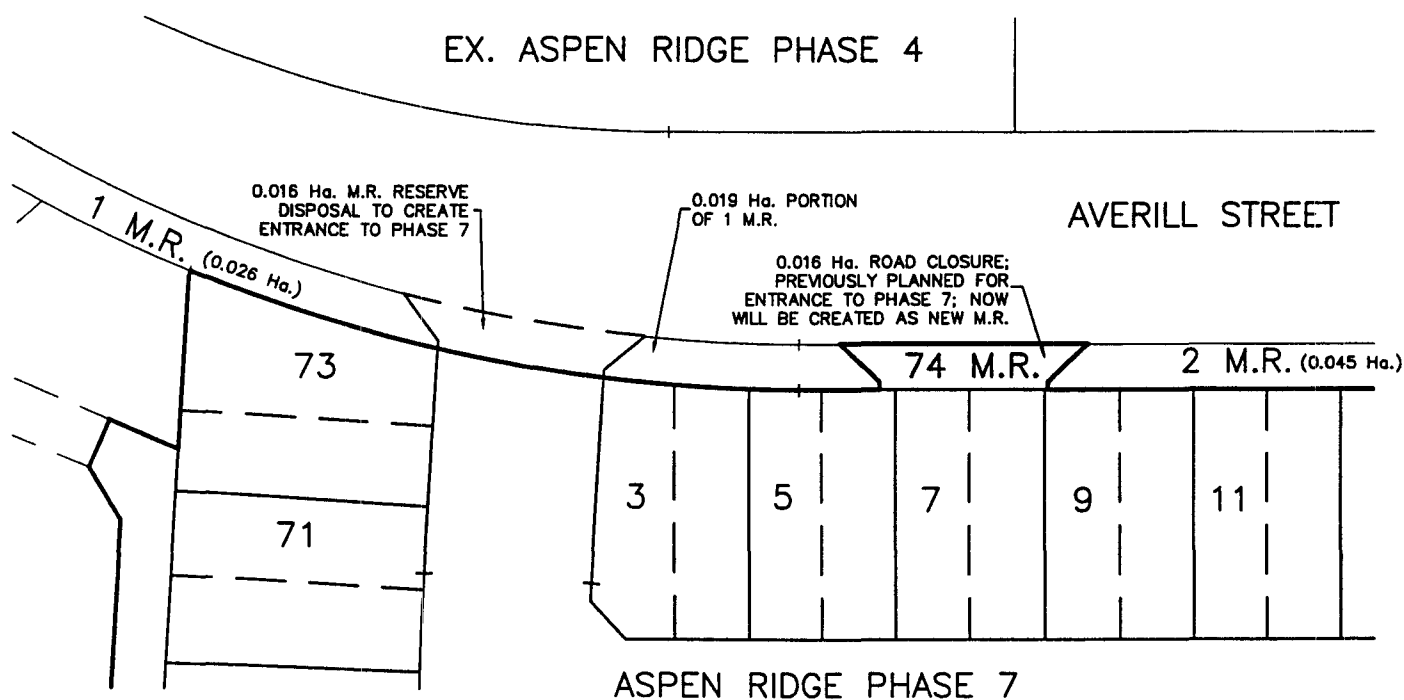 EX. ASPEN RIDGE PHASE 4
0.016 Ha. M.R. RESERVE
DISPOSAL TO CREATE
ENTRANCE TO PHASE 7
0.019 Ha. PORTION
OF 1 M.R.
AVERILL STREET
1 M.R. (0.026 Ha.)
0.016 Ha. ROAD CLOSURE;
PREVIOUSLY PLANNED FOR
ENTRANCE TO PHASE 7; NOW
WILL BE CREATED AS NEW M.R.
73
74 M.R.
2 M.R. (0.045 Ha.)
3
5
7
9
11
71
ASPEN RIDGE PHASE 7